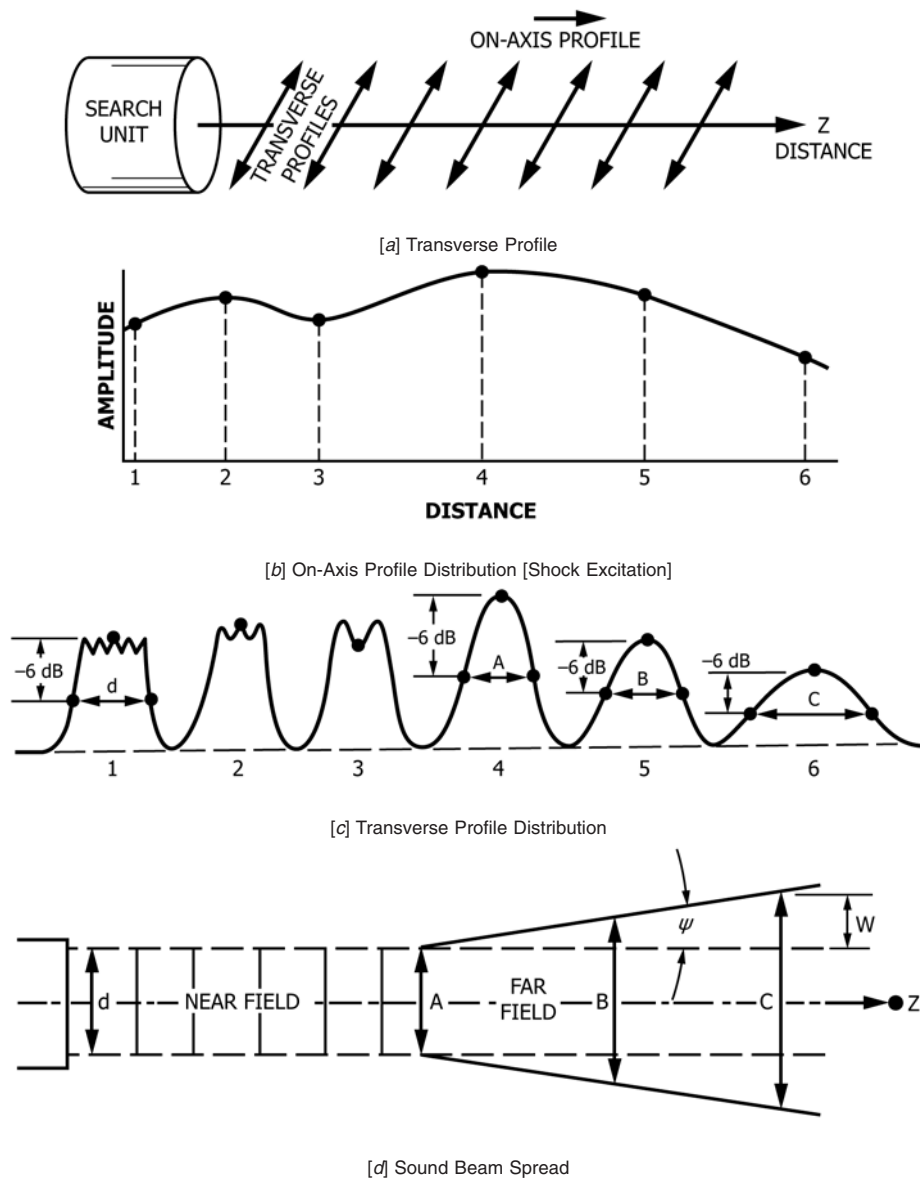 ON-AXIS PROFILE
SEARCH
UNIT
TRANSVERSE
PROFILES
Z
DISTANCE
[a] Transverse Profile
AMPLITUDE
1 2 3 4 5 6
DISTANCE
[b] On-Axis Profile Distribution [Shock Excitation]
–6 dB –6 dB –6 dB –6 dB
d A B C
1 2 3 4 5 6
[c] Transverse Profile Distribution
ψ W
d NEAR FIELD A FAR
FIELD B C Z
[d] Sound Beam Spread